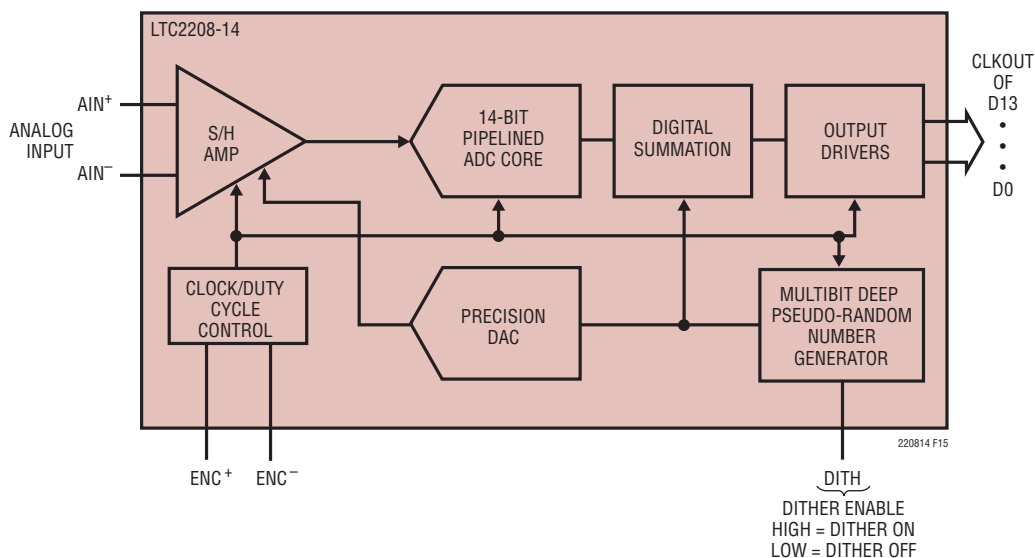 LTC2208-14
AIN+
ANALOG
INPUT
AIN−
S/H
AMP
14-BIT
PIPELINED
ADC CORE
DIGITAL
SUMMATION
OUTPUT
DRIVERS
CLKOUT
OF
D13
•
•
•
D0
CLOCK/DUTY
CYCLE
CONTROL
PRECISION
DAC
MULTIBIT DEEP
PSEUDO-RANDOM
NUMBER
GENERATOR
220814 F15
ENC+
ENC−
DITH
DITHER ENABLE
HIGH = DITHER ON
LOW = DITHER OFF